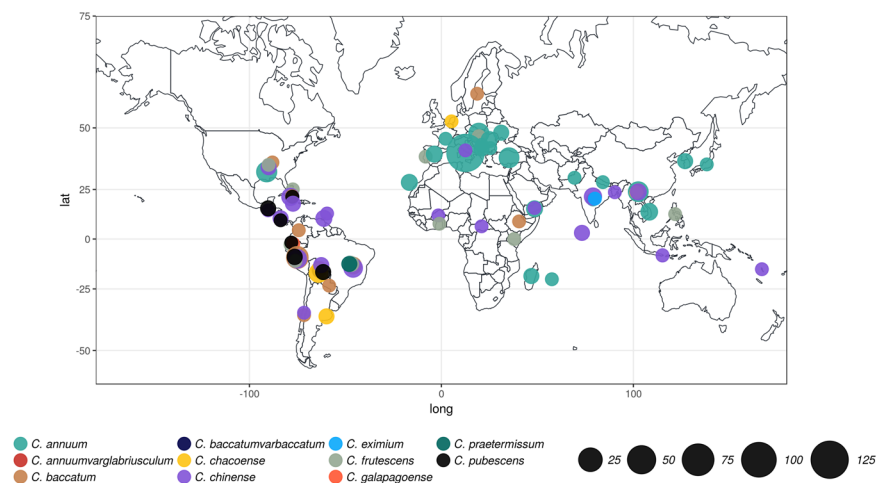 75
50
25
0
-25
-50
lat
-100
0
100
long
C. annuum
C. baccatumvarbaccatum
C. eximium
C. praetermissum
C. annuumvarglabriusculum
C. chacoense
C. frutescens
C. pubescens
C. baccatum
C. chinense
C. galapagoense
25
50
75
100
125